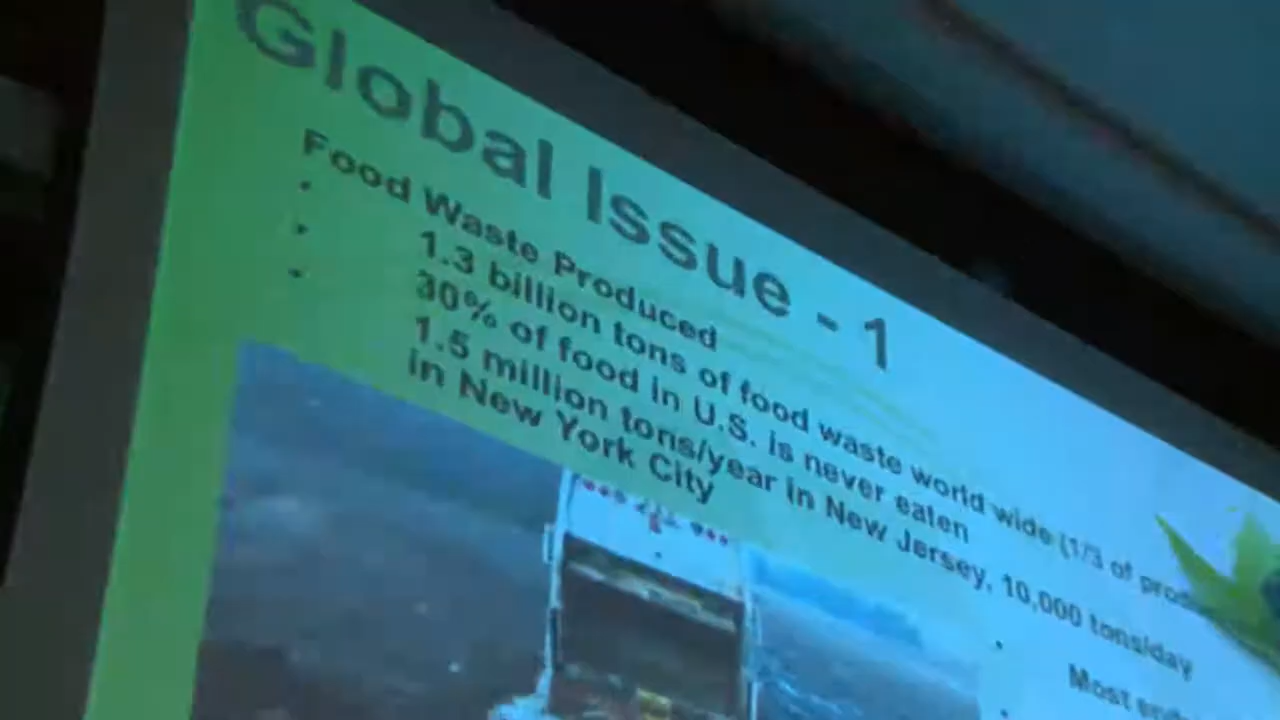 Global Issue - 1
Food Waste Produced
• 1.3 billion tons of food waste world wide (1/3 of
• 30% of food in U.S. is never eaten
• 1.5 million tons/year in New Jersey, 10,000 tons/day
in New York City
• Most
•